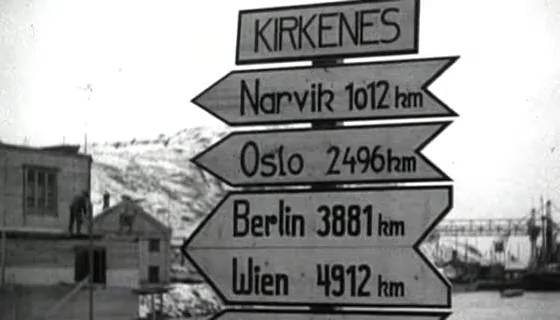 KIRKENES
Narvik 1012 km
Oslo 2496 km
Berlin 3881 km
Wien 4912 km